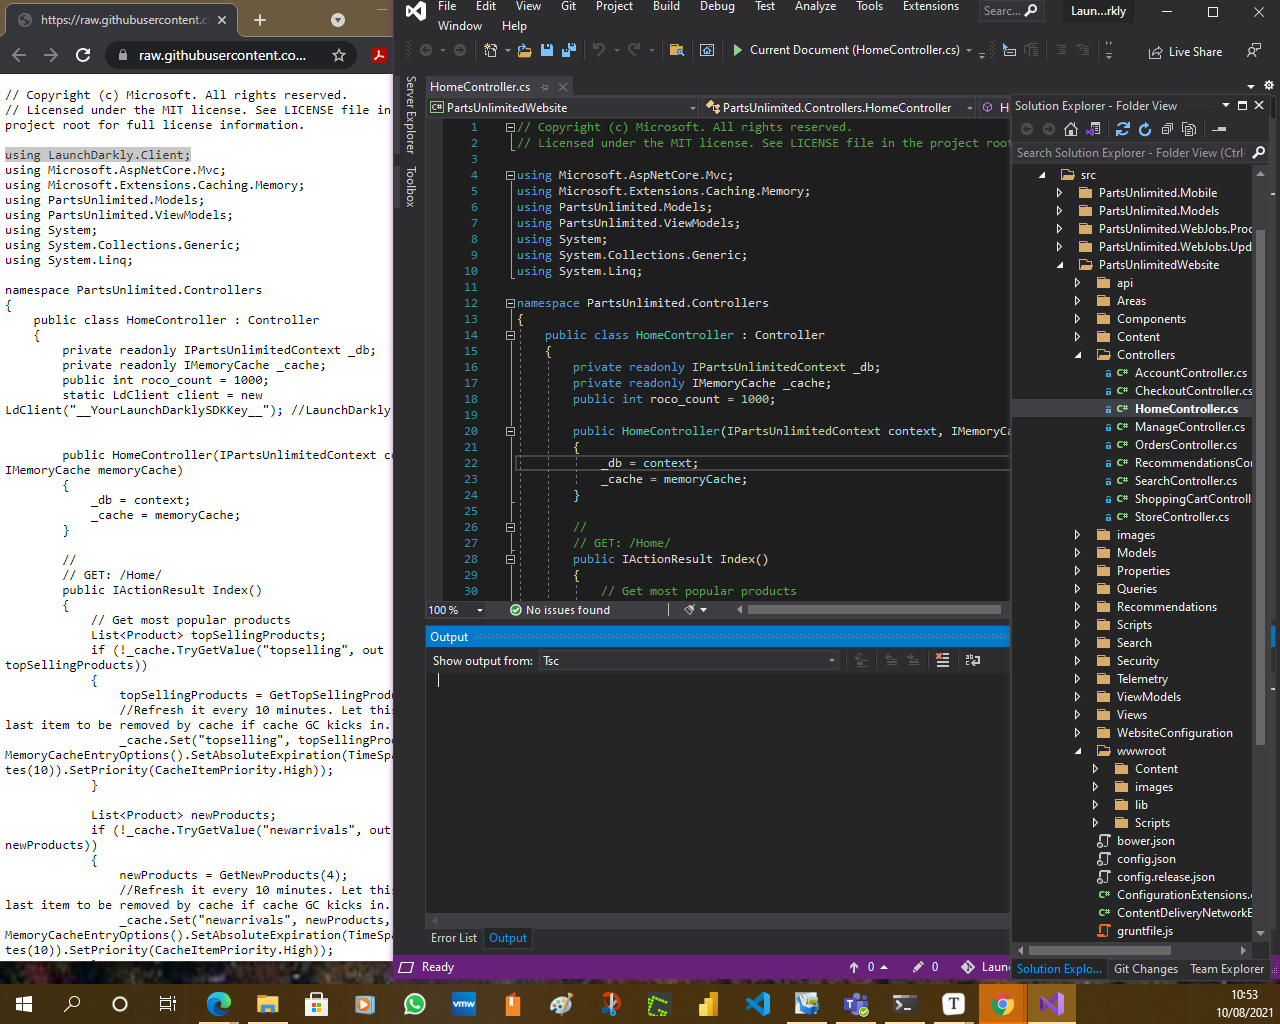 https://raw.githubusercontent.c
raw.githubusercontent.co...
// Copyright (c) Microsoft. All rights reserved.
// Licensed under the MIT license. See LICENSE file in
project root for full license information.
using LaunchDarkly.Client;
using Microsoft.AspNetCore.Mvc;
using Microsoft.Extensions.Caching.Memory;
using PartsUnlimited.Models;
using PartsUnlimited.ViewModels;
using System;
using System.Collections.Generic;
using System.Linq;
namespace PartsUnlimited.Controllers
{
public class HomeController : Controller
{
private readonly IPartsUnlimitedContext _db;
private readonly IMemoryCache _cache;
public int roco_count = 1000;
static LdClient client = new
LdClient("__YourLaunchDarklySDKKey__"); //LaunchDarkly
public HomeController(IPartsUnlimitedContext co
IMemoryCache memoryCache)
{
_db = context;
_cache = memoryCache;
}
//
// GET: /Home/
public IActionResult Index()
{
// Get most popular products
List<Product> topSellingProducts;
if (!_cache.TryGetValue("topselling", out
topSellingProducts))
{
topSellingProducts = GetTopSellingProdu
//Refresh it every 10 minutes. Let this
last item to be removed by cache if cache GC kicks in.
_cache.Set("topselling", topSellingProd
MemoryCacheEntryOptions().SetAbsoluteExpiration(TimeSpa
tes(10)).SetPriority(CacheItemPriority.High));
}
List<Product> newProducts;
if (!_cache.TryGetValue("newarrivals", out
newProducts))
{
newProducts = GetNewProducts(4);
//Refresh it every 10 minutes. Let this
last item to be removed by cache if cache GC kicks in.
_cache.Set("newarrivals", newProducts,
MemoryCacheEntryOptions().SetAbsoluteExpiration(TimeSpa
tes(10)).SetPriority(CacheItemPriority.High));
File Edit View Git Project Build Debug Test Analyze Tools Extensions
Window Help
Searc...
Laun...rkly
Current Document (HomeController.cs)
Live Share
Server Explorer
Toolbox
HomeController.cs
C# PartsUnlimitedWebsite
PartsUnlimited.Controllers.HomeController
H
1 // Copyright (c) Microsoft. All rights reserved.
2 // Licensed under the MIT license. See LICENSE file in the project root
3
4 using Microsoft.AspNetCore.Mvc;
5 using Microsoft.Extensions.Caching.Memory;
6 using PartsUnlimited.Models;
7 using PartsUnlimited.ViewModels;
8 using System;
9 using System.Collections.Generic;
10 using System.Linq;
11
12 namespace PartsUnlimited.Controllers
13 {
14 public class HomeController : Controller
15 {
16 private readonly IPartsUnlimitedContext _db;
17 private readonly IMemoryCache _cache;
18 public int roco_count = 1000;
19
20 public HomeController(IPartsUnlimitedContext context, IMemoryCa
21 {
22 _db = context;
23 _cache = memoryCache;
24 }
25
26 //
27 // GET: /Home/
28 public IActionResult Index()
29 {
30 // Get most popular products
100 %
No issues found
Output
Show output from: Tsc
Error List Output
Ready
0
0
Laun
Solution Explorer - Folder View
Search Solution Explorer - Folder View (Ctrl-
src
PartsUnlimited.Mobile
PartsUnlimited.Models
PartsUnlimited.WebJobs.Proc
PartsUnlimited.WebJobs.Upd
PartsUnlimitedWebsite
api
Areas
Components
Content
Controllers
C# AccountController.cs
C# CheckoutController.cs
C# HomeController.cs
C# ManageController.cs
C# OrdersController.cs
C# RecommendationsCor
C# SearchController.cs
C# ShoppingCartControll
C# StoreController.cs
images
Models
Properties
Queries
Recommendations
Scripts
Search
Security
Telemetry
ViewModels
Views
WebsiteConfiguration
wwwroot
Content
images
lib
Scripts
bower.json
config.json
config.release.json
C# ConfigurationExtensions.c
C# ContentDeliveryNetworkE
gruntfile.js
Solution Explo... Git Changes Team Explorer
vmw
T
10:53
10/08/2021